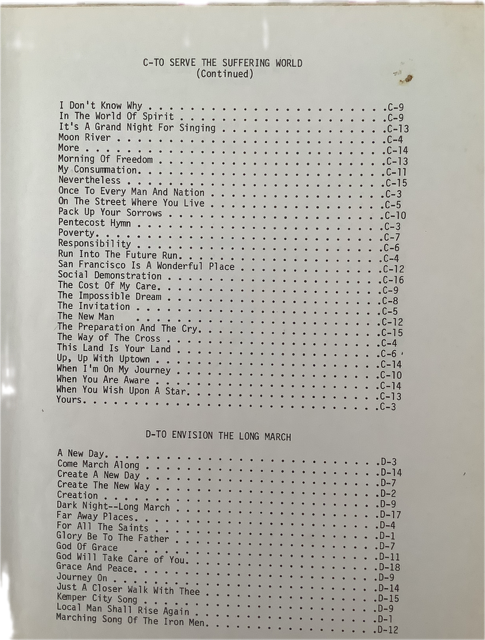 C-TO SERVE THE SUFFERING WORLD
(Continued)
I Don't Know Why . . . . . . . . . . . . . . . . . . . .C-9
In The World Of Spirit . . . . . . . . . . . . . . . . .C-9
It's A Grand Night For Singing . . . . . . . . . . . . .C-13
Moon River . . . . . . . . . . . . . . . . . . . . . . .C-4
More . . . . . . . . . . . . . . . . . . . . . . . . . .C-14
Morning Of Freedom . . . . . . . . . . . . . . . . . . .C-13
My Consummation. . . . . . . . . . . . . . . . . . . . .C-11
Nevertheless . . . . . . . . . . . . . . . . . . . . . .C-15
Once To Every Man And Nation . . . . . . . . . . . . . .C-3
On The Street Where You Live . . . . . . . . . . . . . .C-5
Pack Up Your Sorrows . . . . . . . . . . . . . . . . . .C-10
Pentecost Hymn . . . . . . . . . . . . . . . . . . . . .C-3
Poverty. . . . . . . . . . . . . . . . . . . . . . . . .C-7
Responsibility . . . . . . . . . . . . . . . . . . . . .C-6
Run Into The Future Run. . . . . . . . . . . . . . . . .C-4
San Francisco Is A Wonderful Place . . . . . . . . . . .C-12
Social Demonstration . . . . . . . . . . . . . . . . . .C-16
The Cost Of My Care. . . . . . . . . . . . . . . . . . .C-9
The Impossible Dream . . . . . . . . . . . . . . . . . .C-8
The Invitation . . . . . . . . . . . . . . . . . . . . .C-5
The New Man . . . . . . . . . . . . . . . . . . . . . .C-12
The Preparation And The Cry. . . . . . . . . . . . . . .C-15
The Way of The Cross . . . . . . . . . . . . . . . . . .C-4
This Land Is Your Land . . . . . . . . . . . . . . . . .C-6
Up, Up With Uptown . . . . . . . . . . . . . . . . . . .C-14
When I'm On My Journey . . . . . . . . . . . . . . . . .C-10
When You Are Aware . . . . . . . . . . . . . . . . . . .C-14
When You Wish Upon A Star. . . . . . . . . . . . . . . .C-13
Yours. . . . . . . . . . . . . . . . . . . . . . . . . .C-3
D-TO ENVISION THE LONG MARCH
A New Day. . . . . . . . . . . . . . . . . . . . . . . .D-3
Come March Along . . . . . . . . . . . . . . . . . . . .D-14
Create A New Day . . . . . . . . . . . . . . . . . . . .D-7
Create The New Way . . . . . . . . . . . . . . . . . . .D-2
Creation . . . . . . . . . . . . . . . . . . . . . . . .D-9
Dark Night--Long March . . . . . . . . . . . . . . . . .D-17
Far Away Places. . . . . . . . . . . . . . . . . . . . .D-4
For All The Saints . . . . . . . . . . . . . . . . . . .D-1
Glory Be To The Father . . . . . . . . . . . . . . . . .D-7
God Of Grace . . . . . . . . . . . . . . . . . . . . . .D-11
God Will Take Care of You. . . . . . . . . . . . . . . .D-18
Grace And Peace. . . . . . . . . . . . . . . . . . . . .D-9
Journey On . . . . . . . . . . . . . . . . . . . . . . .D-14
Just A Closer Walk With Thee . . . . . . . . . . . . . .D-15
Kemper City Song . . . . . . . . . . . . . . . . . . . .D-9
Local Man Shall Rise Again . . . . . . . . . . . . . . .D-1
Marching Song Of The Iron Men. . . . . . . . . . . . . .D-12